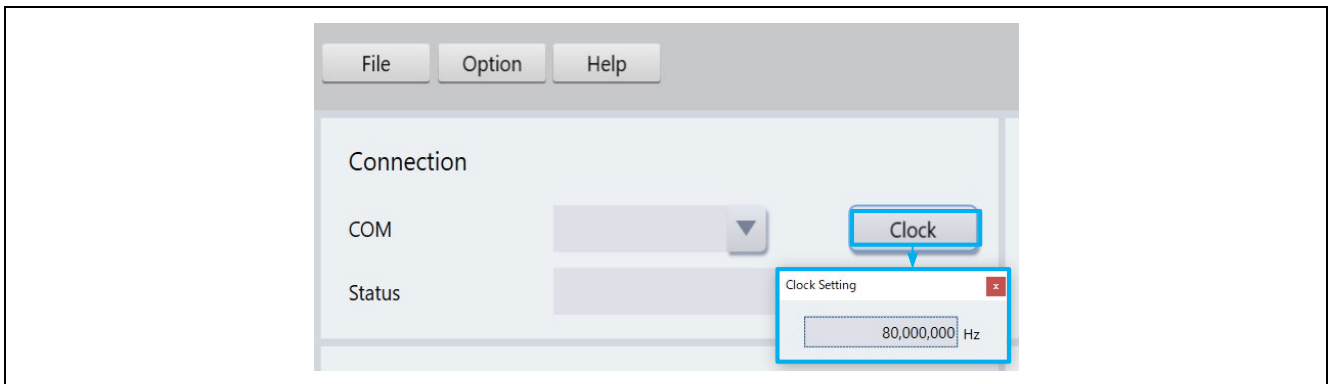 File Option Help
Connection
COM Clock
Status
Clock Setting x
80,000,000 Hz